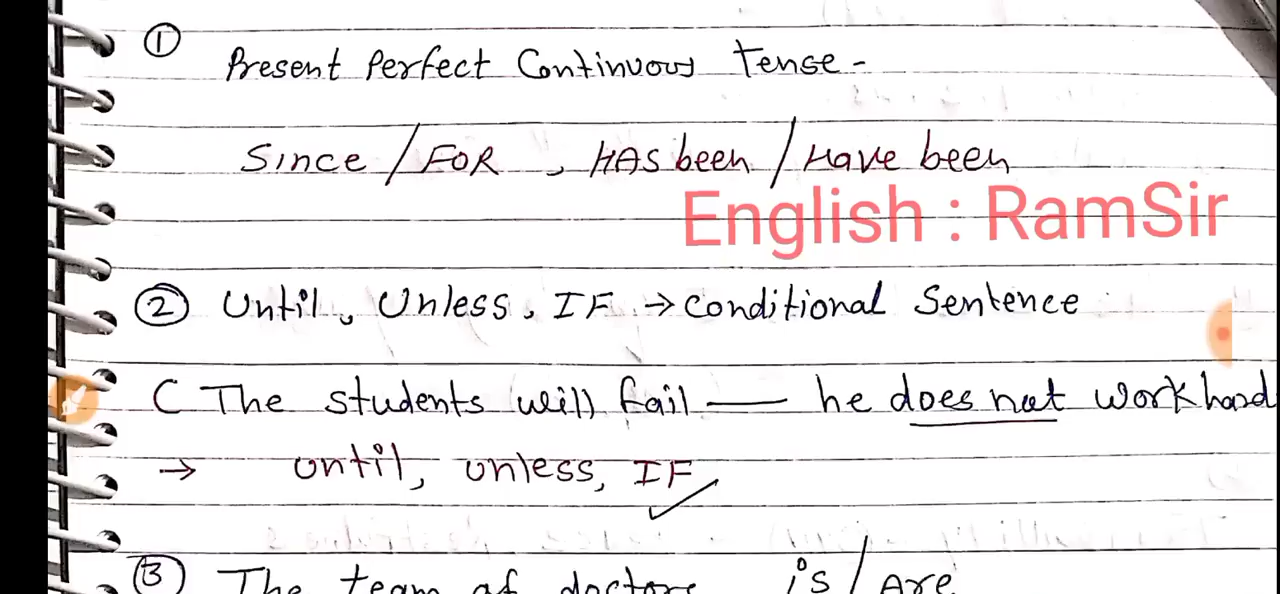 ① Present Perfect Continuous Tense -
Since / FOR , HAS been / Have been
English : RamSir
② Until, Unless, IF → Conditional Sentence
C The students will fail — he does not work hard
→ until, unless, IF ✓
③ The team of doctors is / Are